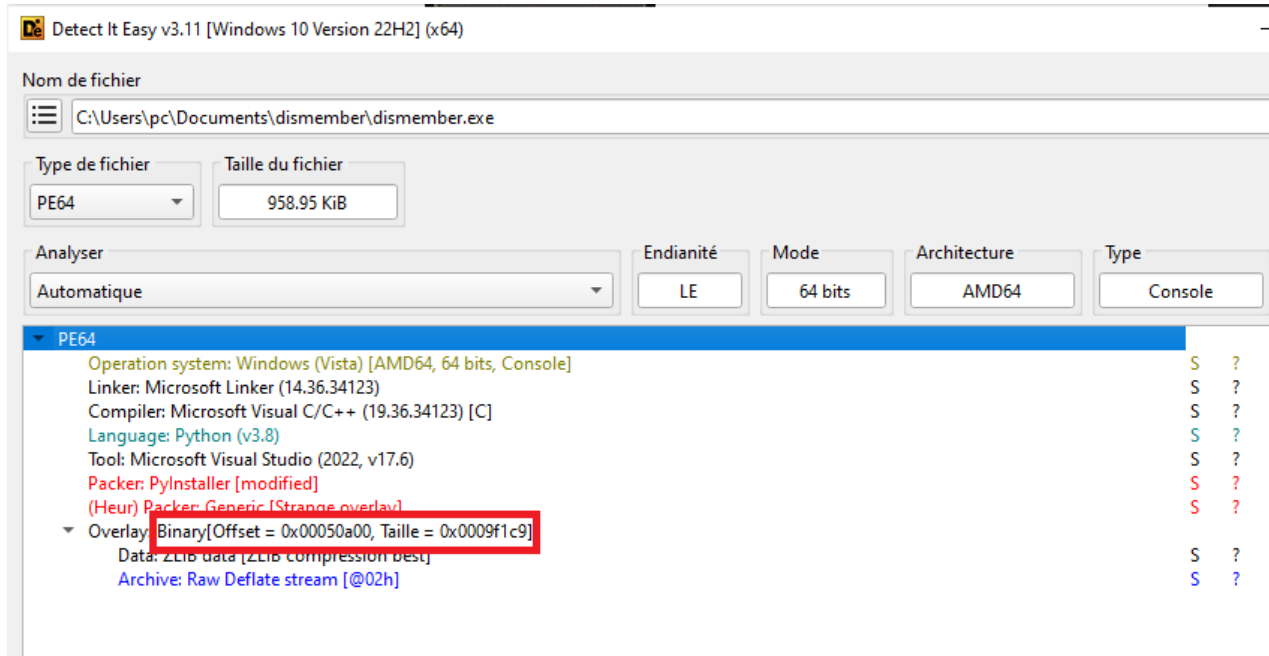 Detect It Easy v3.11 [Windows 10 Version 22H2] (x64)
Nom de fichier
C:\Users\pc\Documents\dismember\dismember.exe
Type de fichier Taille du fichier
PE64 958.95 KiB
Analyser Endianité Mode Architecture Type
Automatique LE 64 bits AMD64 Console
PE64
Operation system: Windows (Vista) [AMD64, 64 bits, Console] S ?
Linker: Microsoft Linker (14.36.34123) S ?
Compiler: Microsoft Visual C/C++ (19.36.34123) [C] S ?
Language: Python (v3.8) S ?
Tool: Microsoft Visual Studio (2022, v17.6) S ?
Packer: PyInstaller [modified] S ?
(Heur) Packer: Generic [Strange overlay] S ?
Overlay: Binary[Offset = 0x00050a00, Taille = 0x0009f1c9]
Data: ZLIB data [ZLIB compression best] S ?
Archive: Raw Deflate stream [@02h] S ?